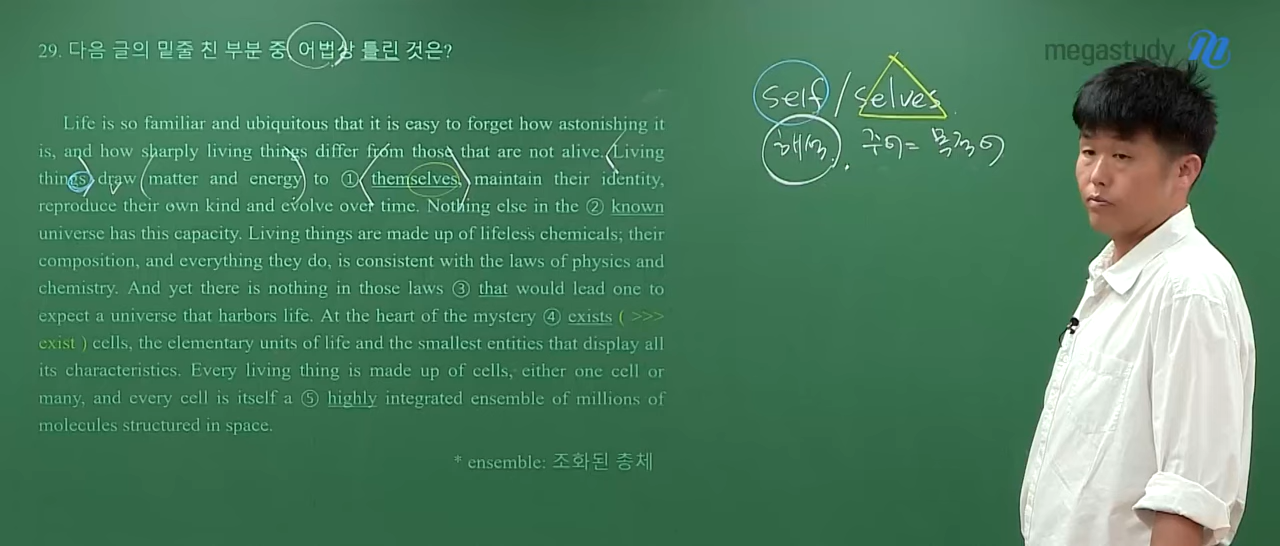 29. 다음 글의 밑줄 친 부분 중, 어법상 틀린 것은?
megastudy
self / selves
해석. 주어 = 목적어
Life is so familiar and ubiquitous that it is easy to forget how astonishing it
is, and how sharply living things differ from those that are not alive. Living
things draw matter and energy to ① themselves, maintain their identity,
reproduce their own kind and evolve over time. Nothing else in the ② known
universe has this capacity. Living things are made up of lifeless chemicals; their
composition, and everything they do, is consistent with the laws of physics and
chemistry. And yet there is nothing in those laws ③ that would lead one to
expect a universe that harbors life. At the heart of the mystery ④ exists ( >>>
exist ) cells, the elementary units of life and the smallest entities that display all
its characteristics. Every living thing is made up of cells, either one cell or
many, and every cell is itself a ⑤ highly integrated ensemble of millions of
molecules structured in space.
* ensemble: 조화된 총체